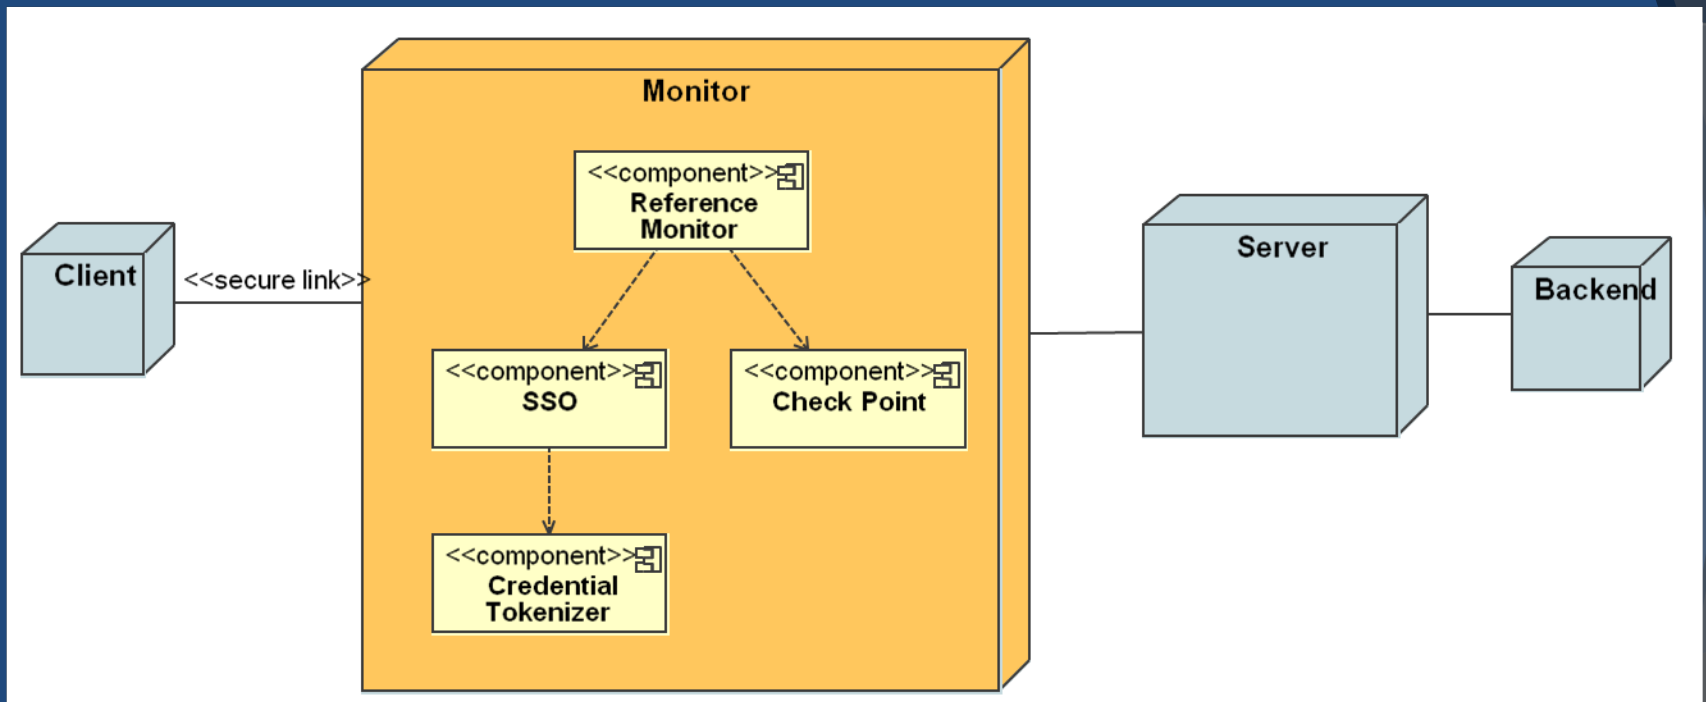 Monitor
<<component>>
Reference
Monitor
Client
<<secure link>>
Server
Backend
<<component>>
SSO
<<component>>
Check Point
<<component>>
Credential
Tokenizer